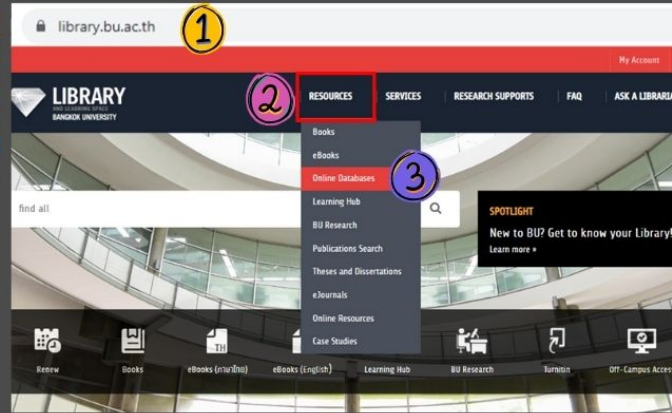 library.bu.ac.th
1
My Account
LIBRARY
AND LEARNING SPACE
BANGKOK UNIVERSITY
2
RESOURCES
SERVICES
RESEARCH SUPPORTS
FAQ
ASK A LIBRARIA
Books
eBooks
Online Databases
3
Learning Hub
BU Research
Publications Search
Theses and Dissertations
eJournals
Online Resources
Case Studies
find all
SPOTLIGHT
New to BU? Get to know your Library!
Learn more »
TH
Renew
Books
eBooks (ภาษาไทย)
eBooks (English)
Learning Hub
BU Research
Turnitin
Off-Campus Access